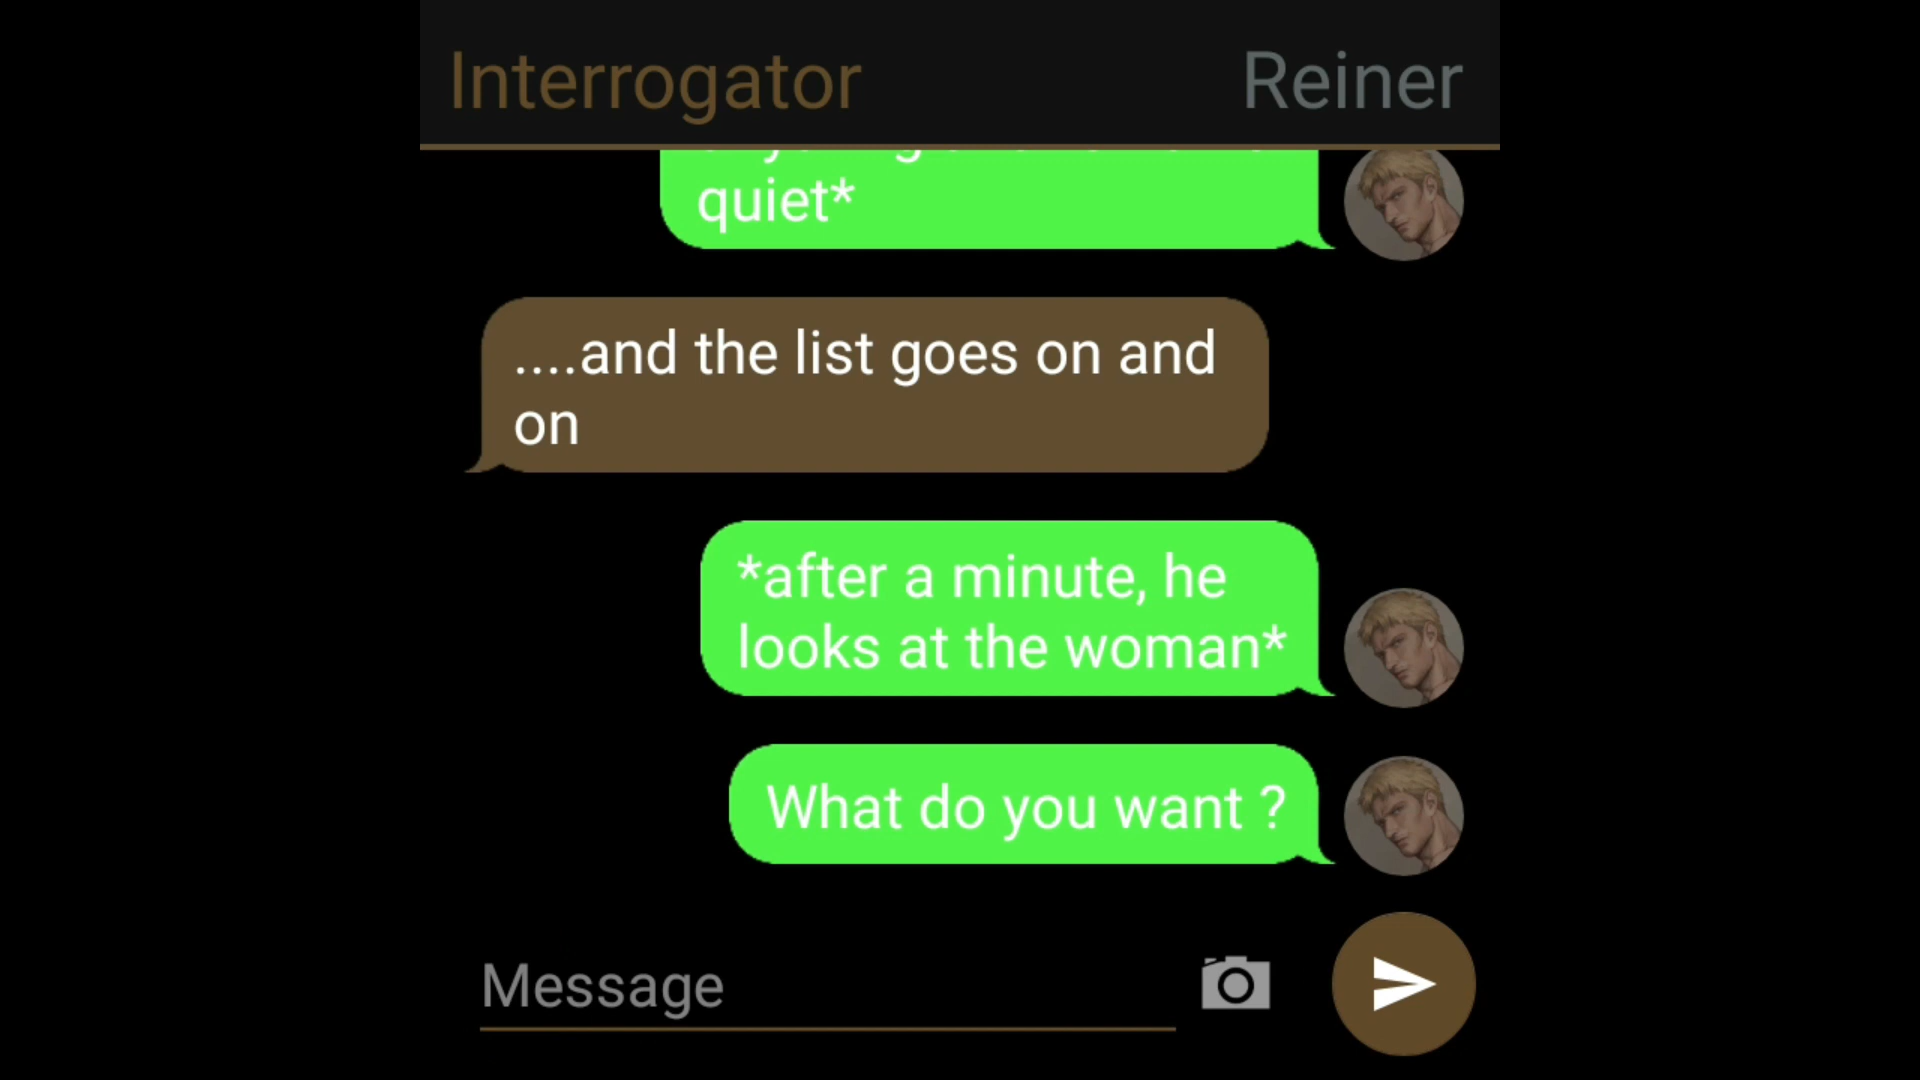 Interrogator Reiner
quiet*
....and the list goes on and
on
*after a minute, he
looks at the woman*
What do you want ?
Message